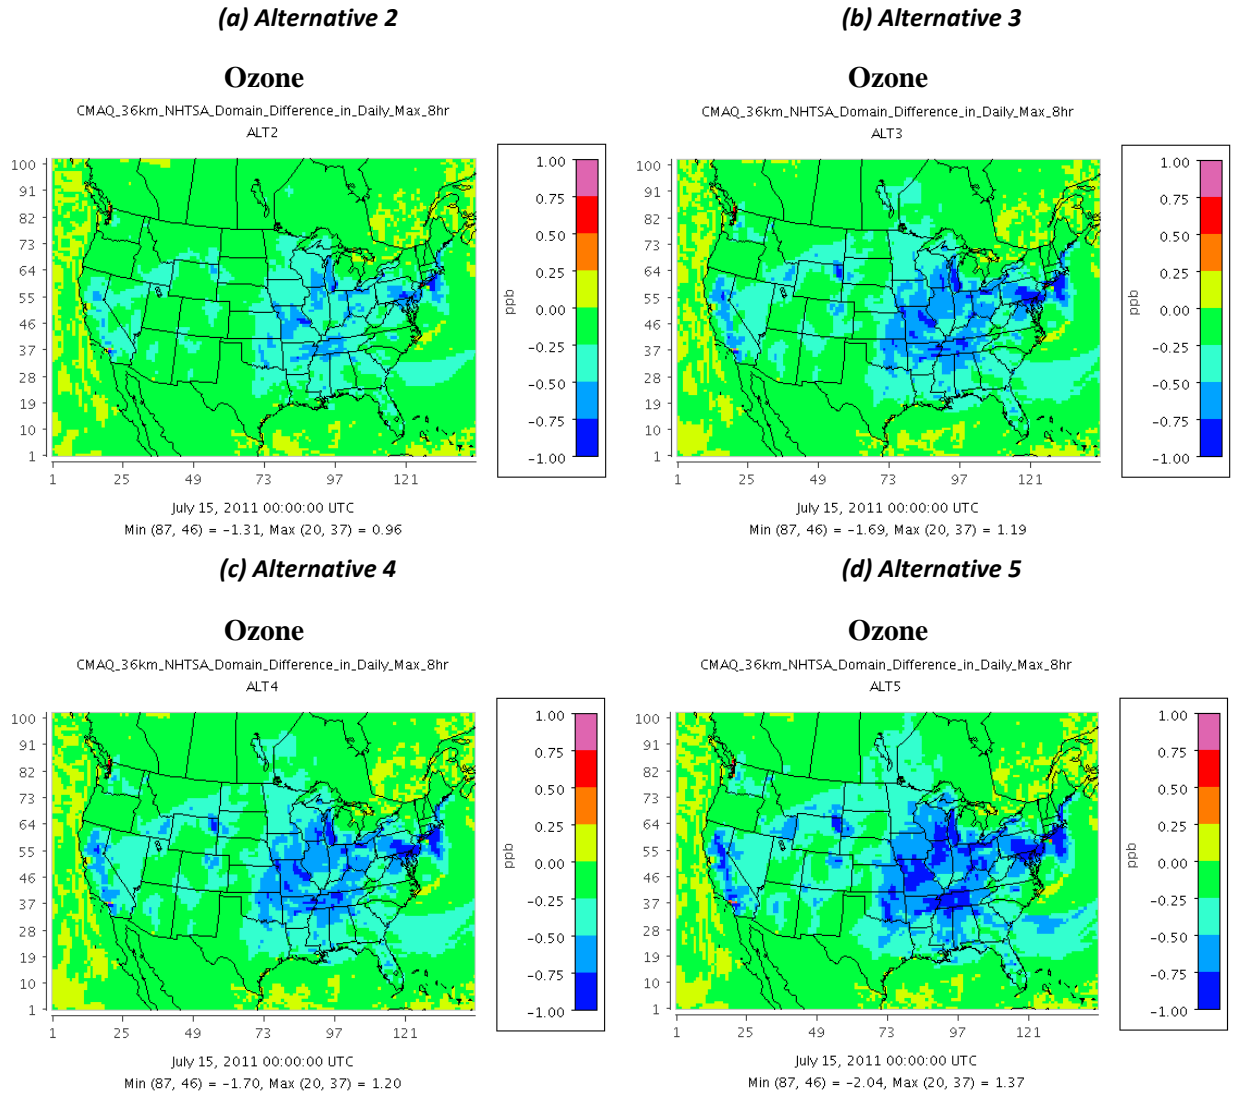 (a) Alternative 2
Ozone
CMAQ_36km_NHTSA_Domain_Difference_in_Daily_Max_8hr
ALT2
100
91
82
73
64
55
46
37
28
19
10
1
1 25 49 73 97 121
1.00
0.75
0.50
0.25
0.00
−0.25
−0.50
−0.75
−1.00
ppb
July 15, 2011 00:00:00 UTC
Min (87, 46) = −1.31, Max (20, 37) = 0.96
(b) Alternative 3
Ozone
CMAQ_36km_NHTSA_Domain_Difference_in_Daily_Max_8hr
ALT3
100
91
82
73
64
55
46
37
28
19
10
1
1 25 49 73 97 121
1.00
0.75
0.50
0.25
0.00
−0.25
−0.50
−0.75
−1.00
ppb
July 15, 2011 00:00:00 UTC
Min (87, 46) = −1.69, Max (20, 37) = 1.19
(c) Alternative 4
Ozone
CMAQ_36km_NHTSA_Domain_Difference_in_Daily_Max_8hr
ALT4
100
91
82
73
64
55
46
37
28
19
10
1
1 25 49 73 97 121
1.00
0.75
0.50
0.25
0.00
−0.25
−0.50
−0.75
−1.00
ppb
July 15, 2011 00:00:00 UTC
Min (87, 46) = −1.70, Max (20, 37) = 1.20
(d) Alternative 5
Ozone
CMAQ_36km_NHTSA_Domain_Difference_in_Daily_Max_8hr
ALT5
100
91
82
73
64
55
46
37
28
19
10
1
1 25 49 73 97 121
1.00
0.75
0.50
0.25
0.00
−0.25
−0.50
−0.75
−1.00
ppb
July 15, 2011 00:00:00 UTC
Min (87, 46) = −2.04, Max (20, 37) = 1.37